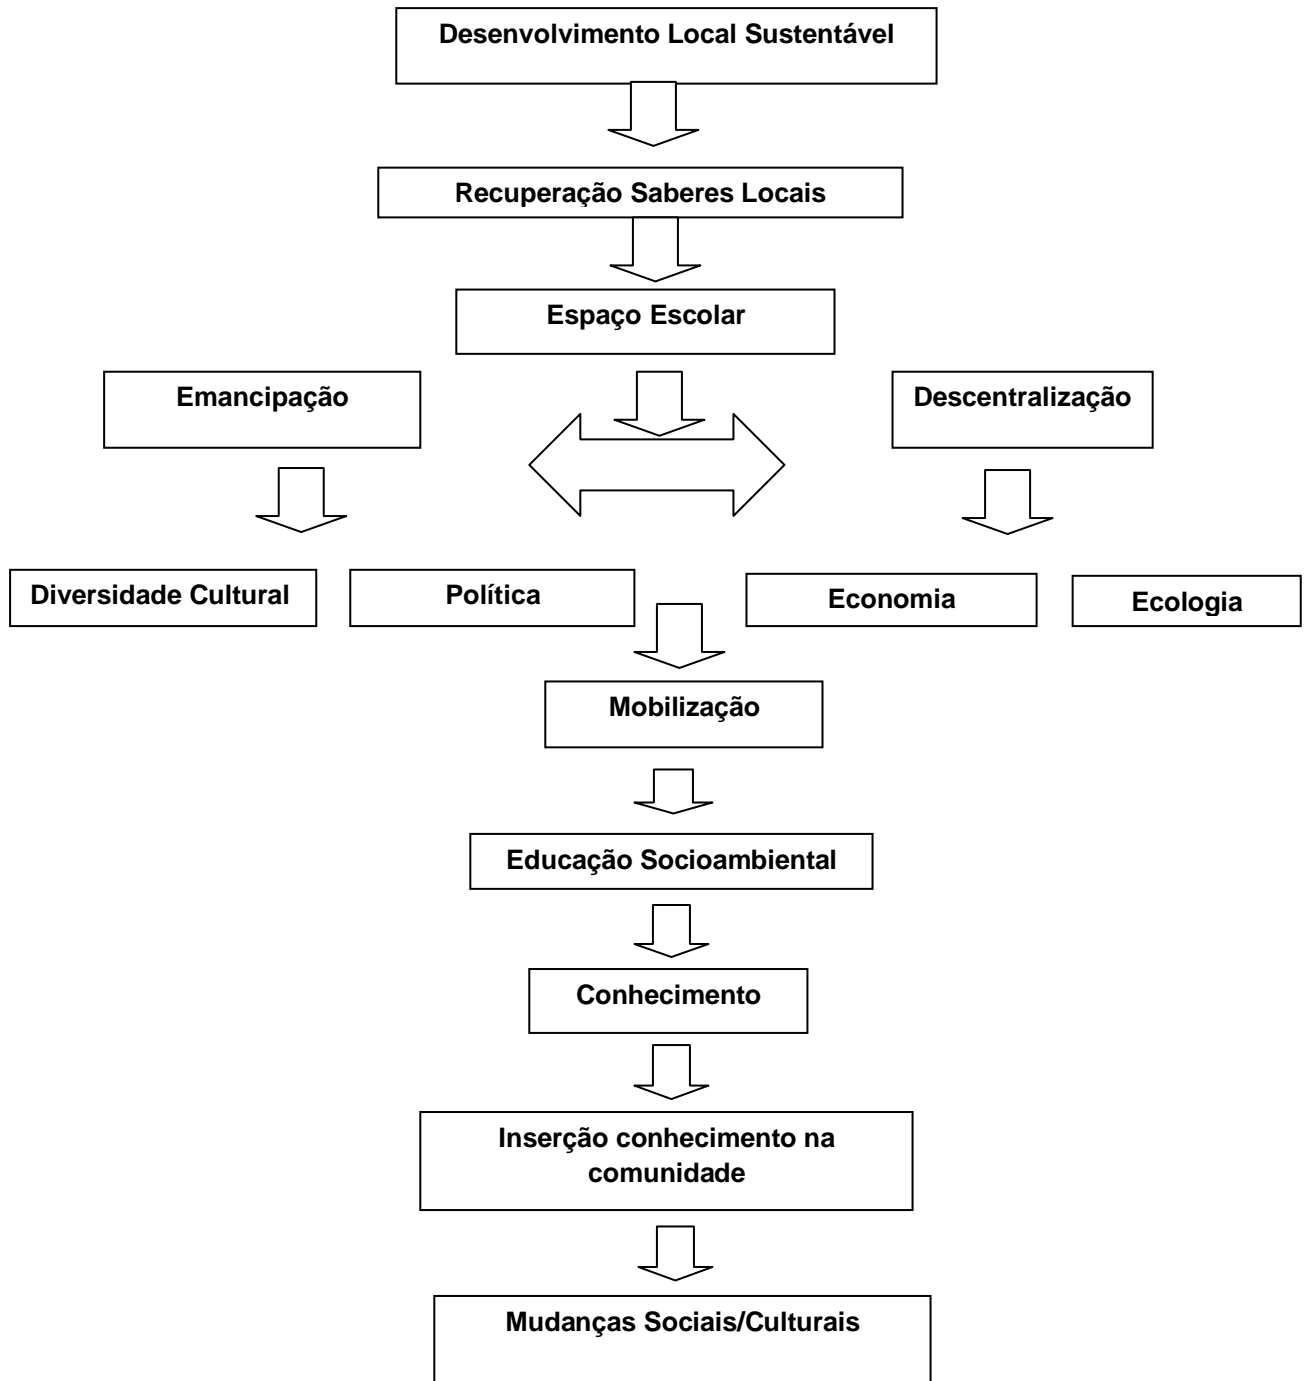 Desenvolvimento Local Sustentável
Recuperação Saberes Locais
Espaço Escolar
Emancipação
Descentralização
Diversidade Cultural
Política
Economia
Ecologia
Mobilização
Educação Socioambiental
Conhecimento
Inserção conhecimento na
comunidade
Mudanças Sociais/Culturais